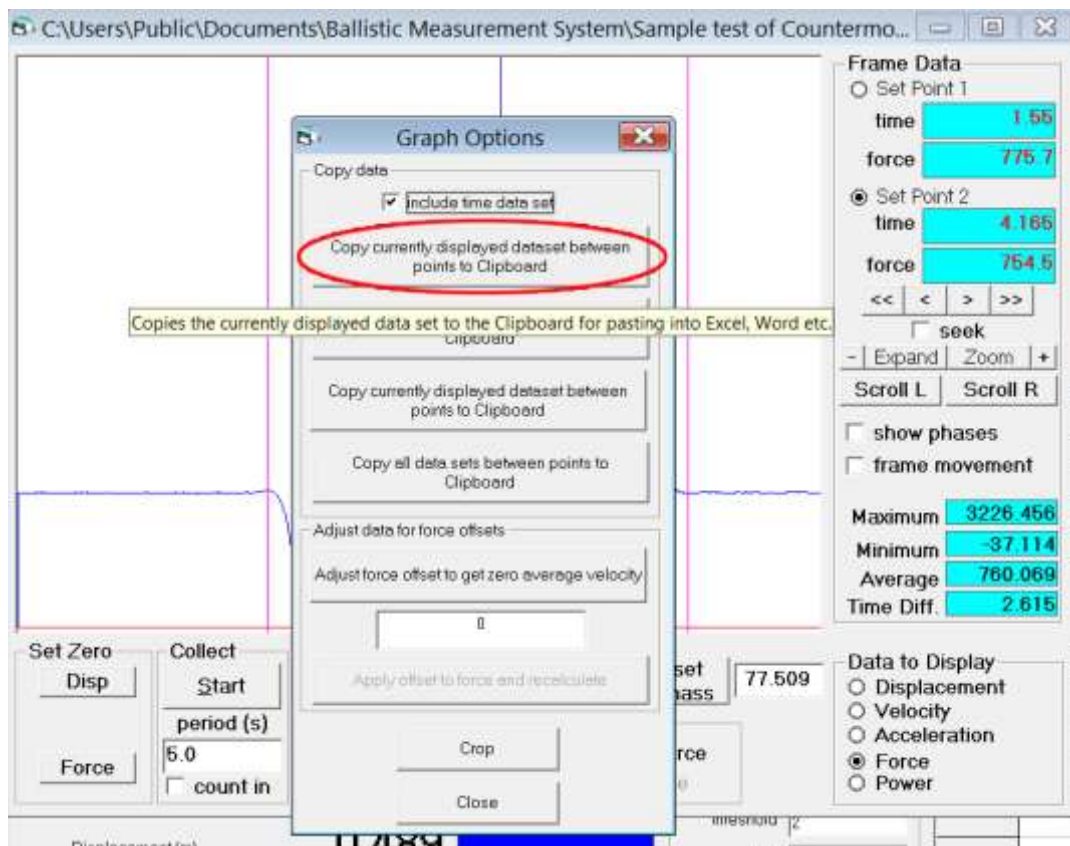 C:\Users\Public\Documents\Ballistic Measurement System\Sample test of Countermo...
Frame Data
Set Point 1
time 1.55
force 775.7
Set Point 2
time 4.165
force 754.5
<< < > >>
seek
- Expand Zoom +
Scroll L Scroll R
show phases
frame movement
Maximum 3226.456
Minimum -37.114
Average 760.069
Time Diff. 2.615
Graph Options
Copy data
include time data set
Copy currently displayed dataset between
points to Clipboard
Copies the currently displayed data set to the Clipboard for pasting into Excel, Word etc.
Clipboard
Copy currently displayed dataset between
points to Clipboard
Copy all data sets between points to
Clipboard
Adjust data for force offsets
Adjust force offset to get zero average velocity
0
Apply offset to force and recalculate
Crop
Close
Set Zero
Disp
Force
Collect
Start
period (s)
5.0
count in
set
mass
77.509
Data to Display
Displacement
Velocity
Acceleration
Force
Power
Displacement (m)
threshold 2